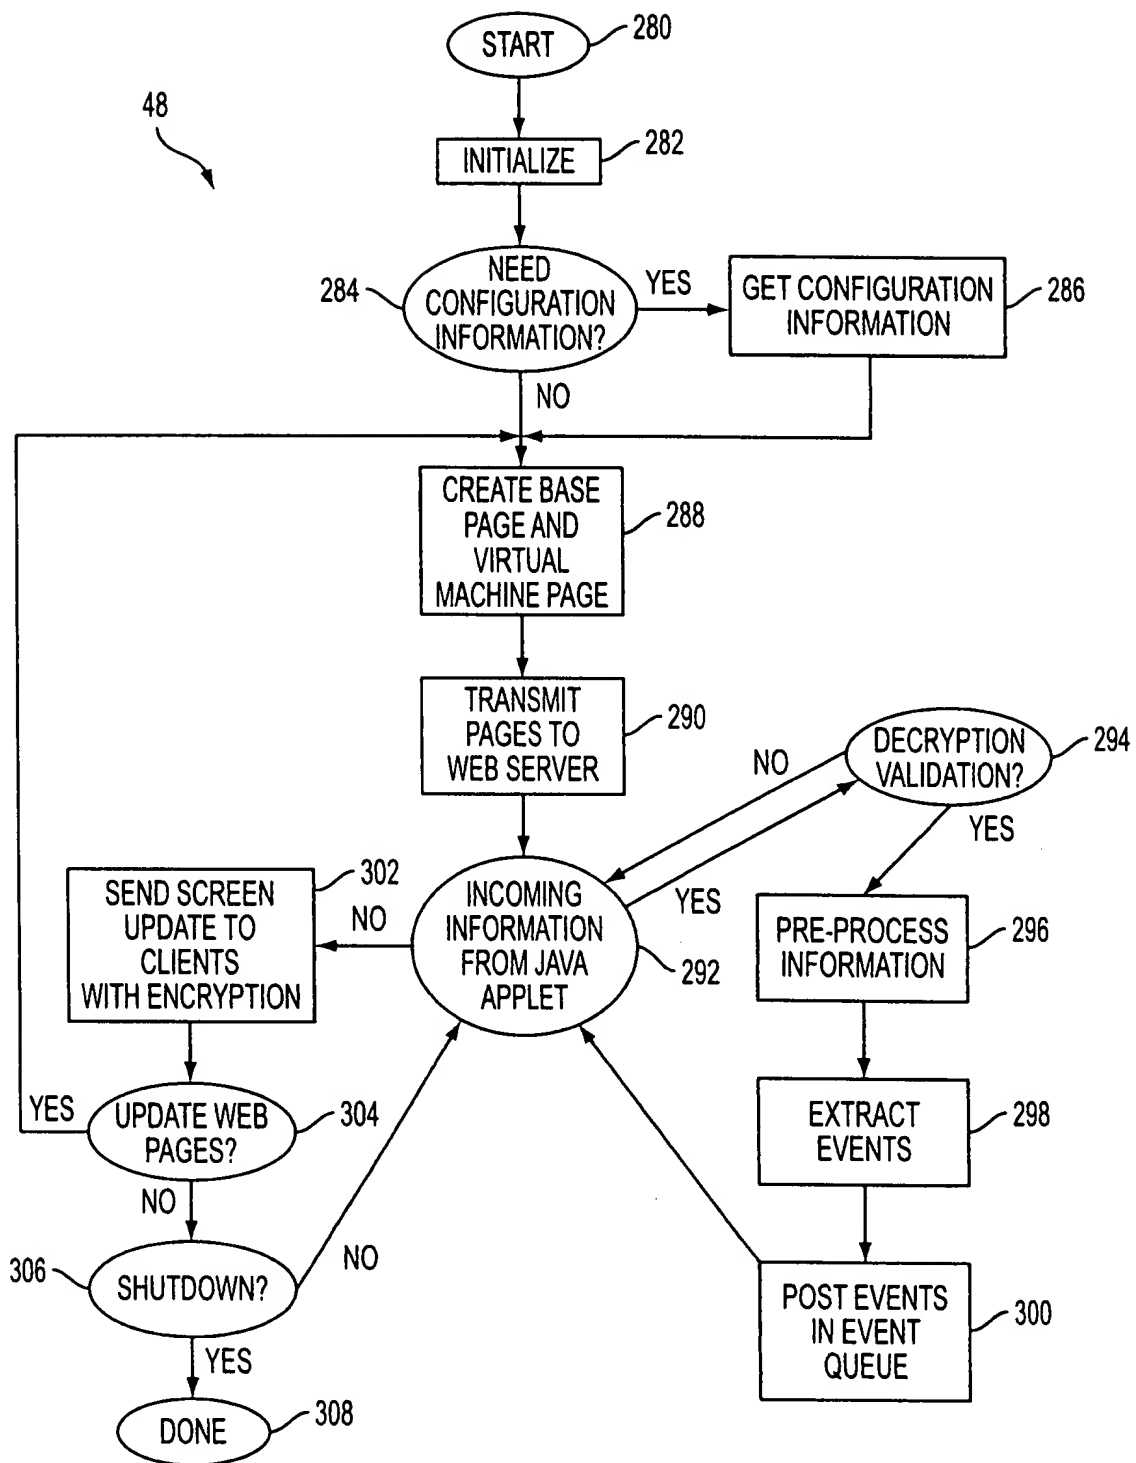 START
280
48
INITIALIZE
282
NEED
CONFIGURATION
INFORMATION?
284
YES
GET CONFIGURATION
INFORMATION
286
NO
CREATE BASE
PAGE AND
VIRTUAL
MACHINE PAGE
288
TRANSMIT
PAGES TO
WEB SERVER
290
DECRYPTION
VALIDATION?
294
NO
YES
YES
INCOMING
INFORMATION
FROM JAVA
APPLET
292
NO
SEND SCREEN
UPDATE TO
CLIENTS
WITH ENCRYPTION
302
PRE-PROCESS
INFORMATION
296
EXTRACT
EVENTS
298
POST EVENTS
IN EVENT
QUEUE
300
UPDATE WEB
PAGES?
304
YES
NO
SHUTDOWN?
306
NO
YES
DONE
308